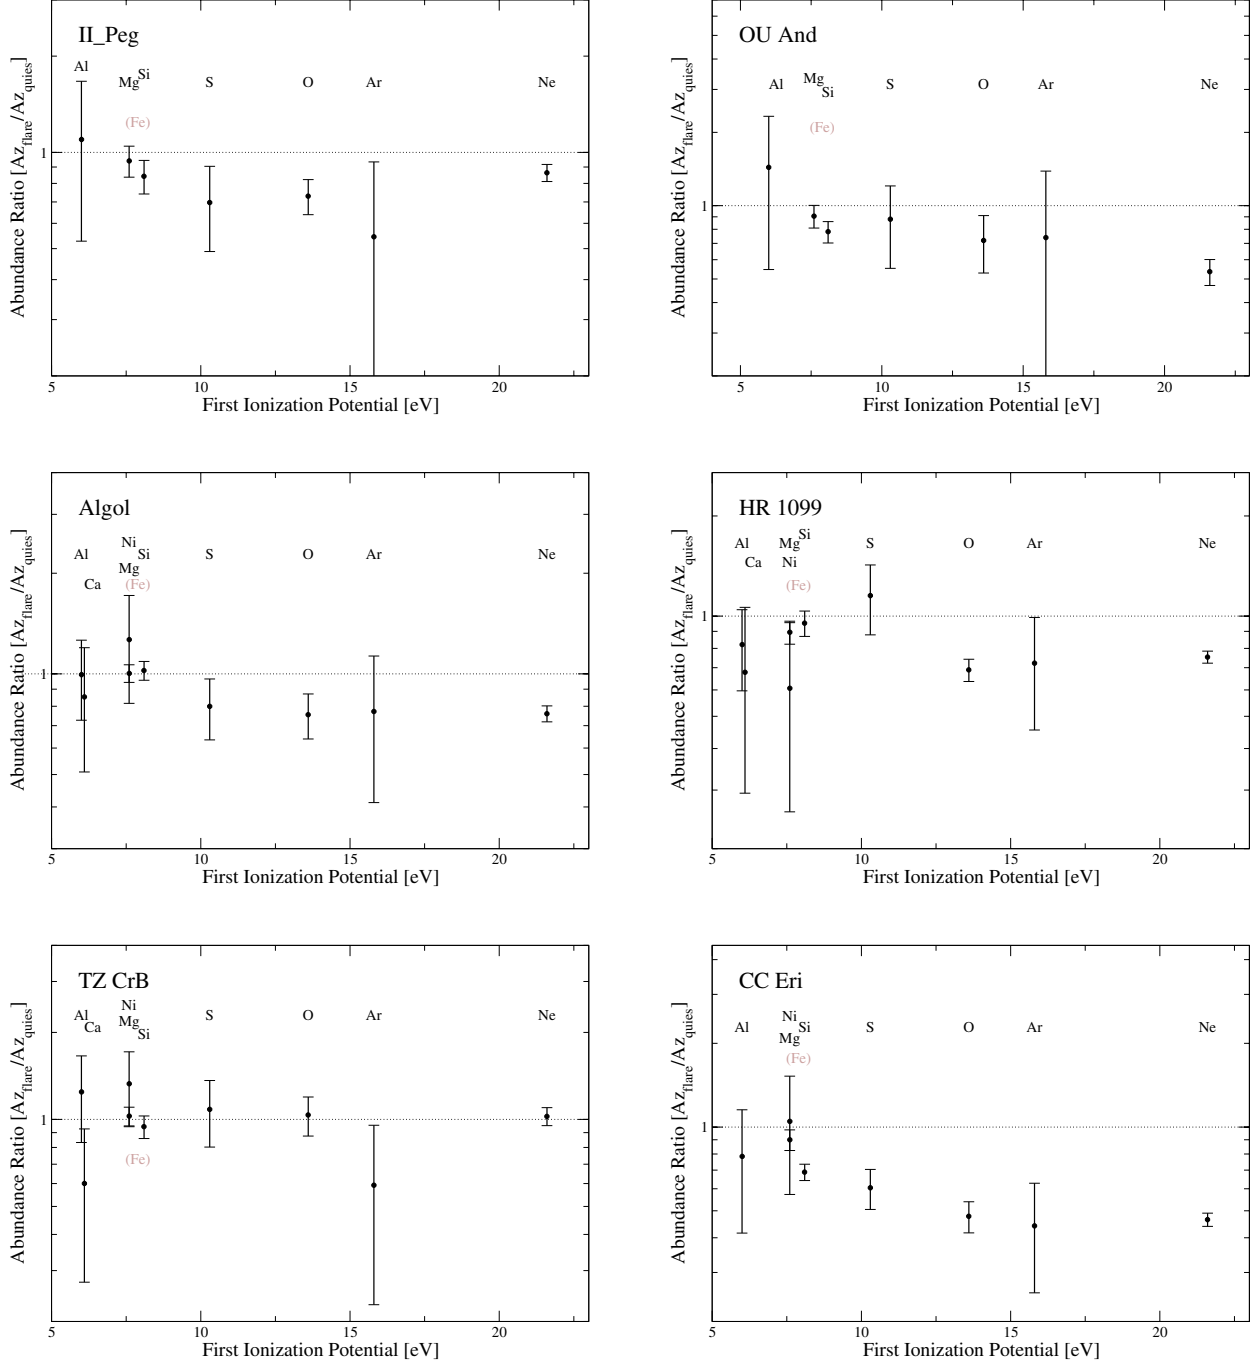 II_Peg
Al Mg Si S O Ar Ne
(Fe)
1
5 10 15 20
First Ionization Potential [eV]
Abundance Ratio [Az_flare/Az_quies]
OU And
Al Mg Si S O Ar Ne
(Fe)
1
5 10 15 20
First Ionization Potential [eV]
Abundance Ratio [Az_flare/Az_quies]
Algol
Ni
Al Si S O Ar Ne
Ca Mg (Fe)
1
5 10 15 20
First Ionization Potential [eV]
Abundance Ratio [Az_flare/Az_quies]
HR 1099
Al Mg Si S O Ar Ne
Ca Ni
(Fe)
1
5 10 15 20
First Ionization Potential [eV]
Abundance Ratio [Az_flare/Az_quies]
TZ CrB
Ni
Al Mg S O Ar Ne
Ca Si
1
(Fe)
5 10 15 20
First Ionization Potential [eV]
Abundance Ratio [Az_flare/Az_quies]
CC Eri
Ni
Al Si S O Ar Ne
Mg
(Fe)
1
5 10 15 20
First Ionization Potential [eV]
Abundance Ratio [Az_flare/Az_quies]